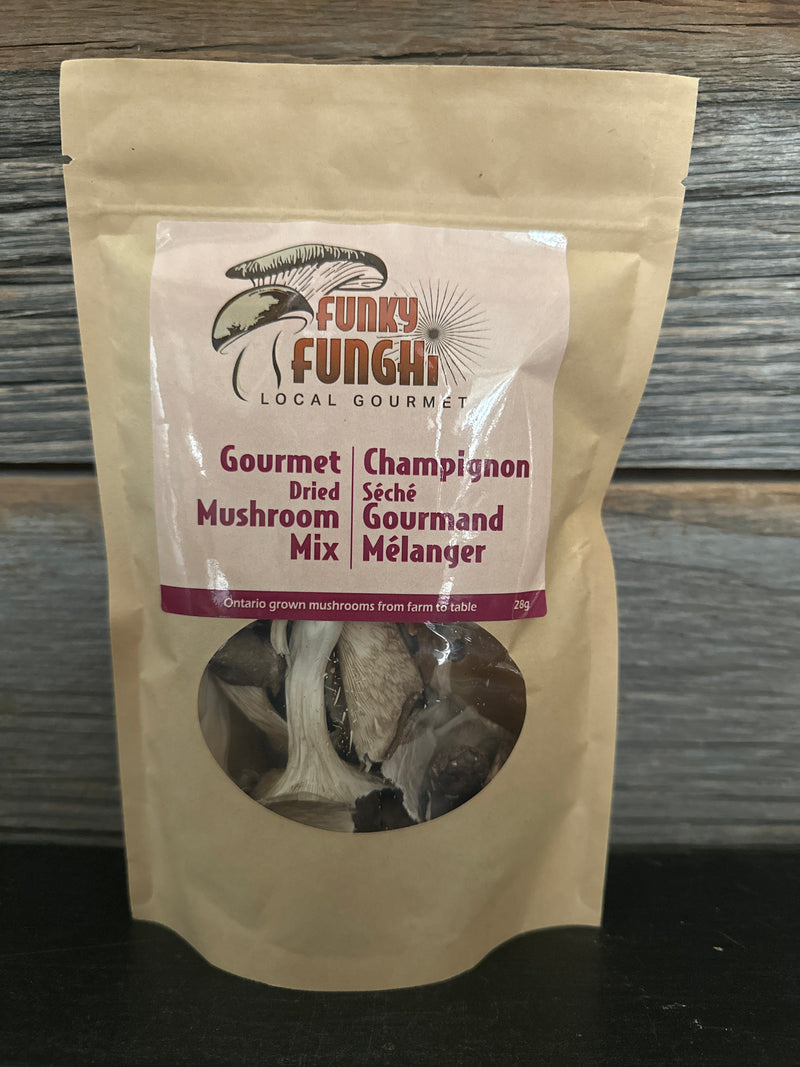 FUNKY
FUNGHi
LOCAL GOURMET
Gourmet
Dried
Mushroom
Mix
Champignon
Séché
Gourmand
Mélanger
Ontario grown mushrooms from farm to table
28g